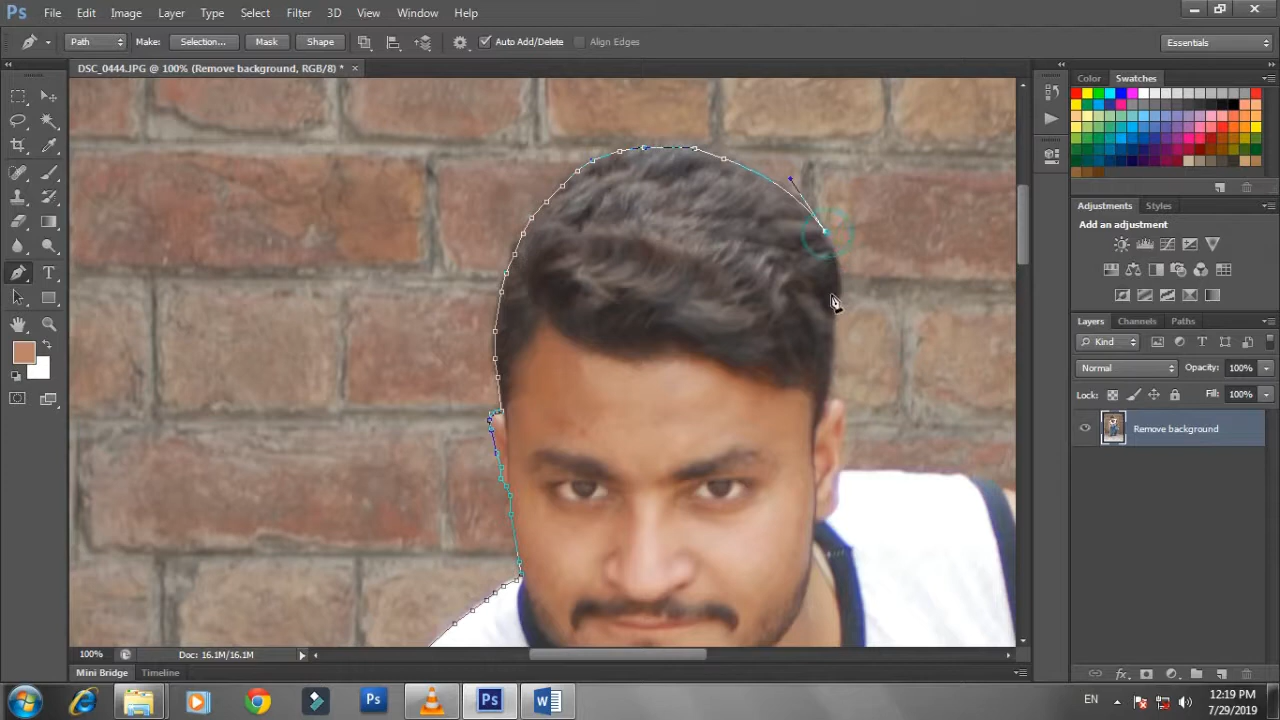 Ps File Edit Image Layer Type Select Filter 3D View Window Help
Path Make: Selection... Mask Shape Auto Add/Delete Align Edges Essentials
DSC_0444.JPG @ 100% (Remove background, RGB/8) * ×
Color Swatches
Adjustments Styles
Add an adjustment
Layers Channels Paths
Kind
Normal Opacity: 100%
Lock: Fill: 100%
Remove background
100% Doc: 16.1M/16.1M
Mini Bridge Timeline
Ps Ps W EN 12:19 PM
7/29/2019